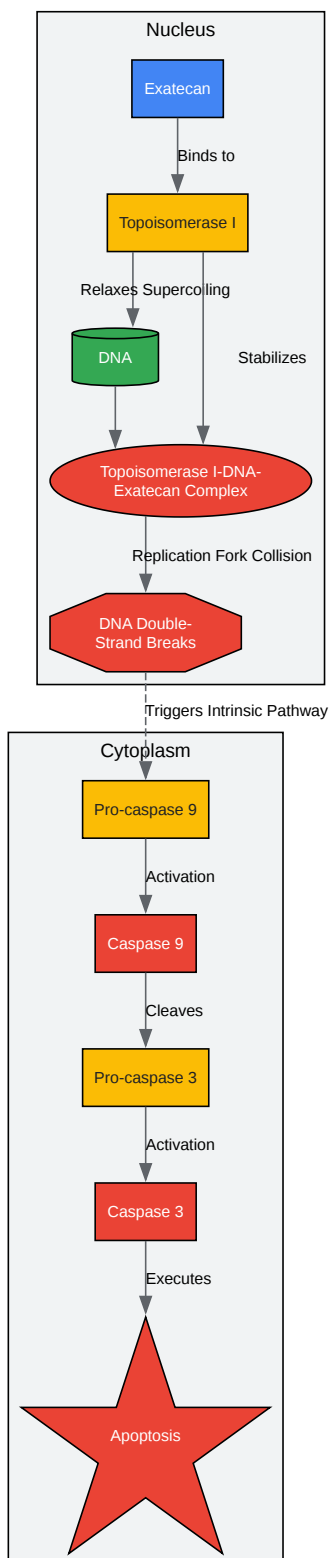 Nucleus
Exatecan
Binds to
Topoisomerase I
Relaxes Supercoiling
DNA
Stabilizes
Topoisomerase I-DNA-
Exatecan Complex
Replication Fork Collision
DNA Double-
Strand Breaks
Triggers Intrinsic Pathway
Cytoplasm
Pro-caspase 9
Activation
Caspase 9
Cleaves
Pro-caspase 3
Activation
Caspase 3
Executes
Apoptosis